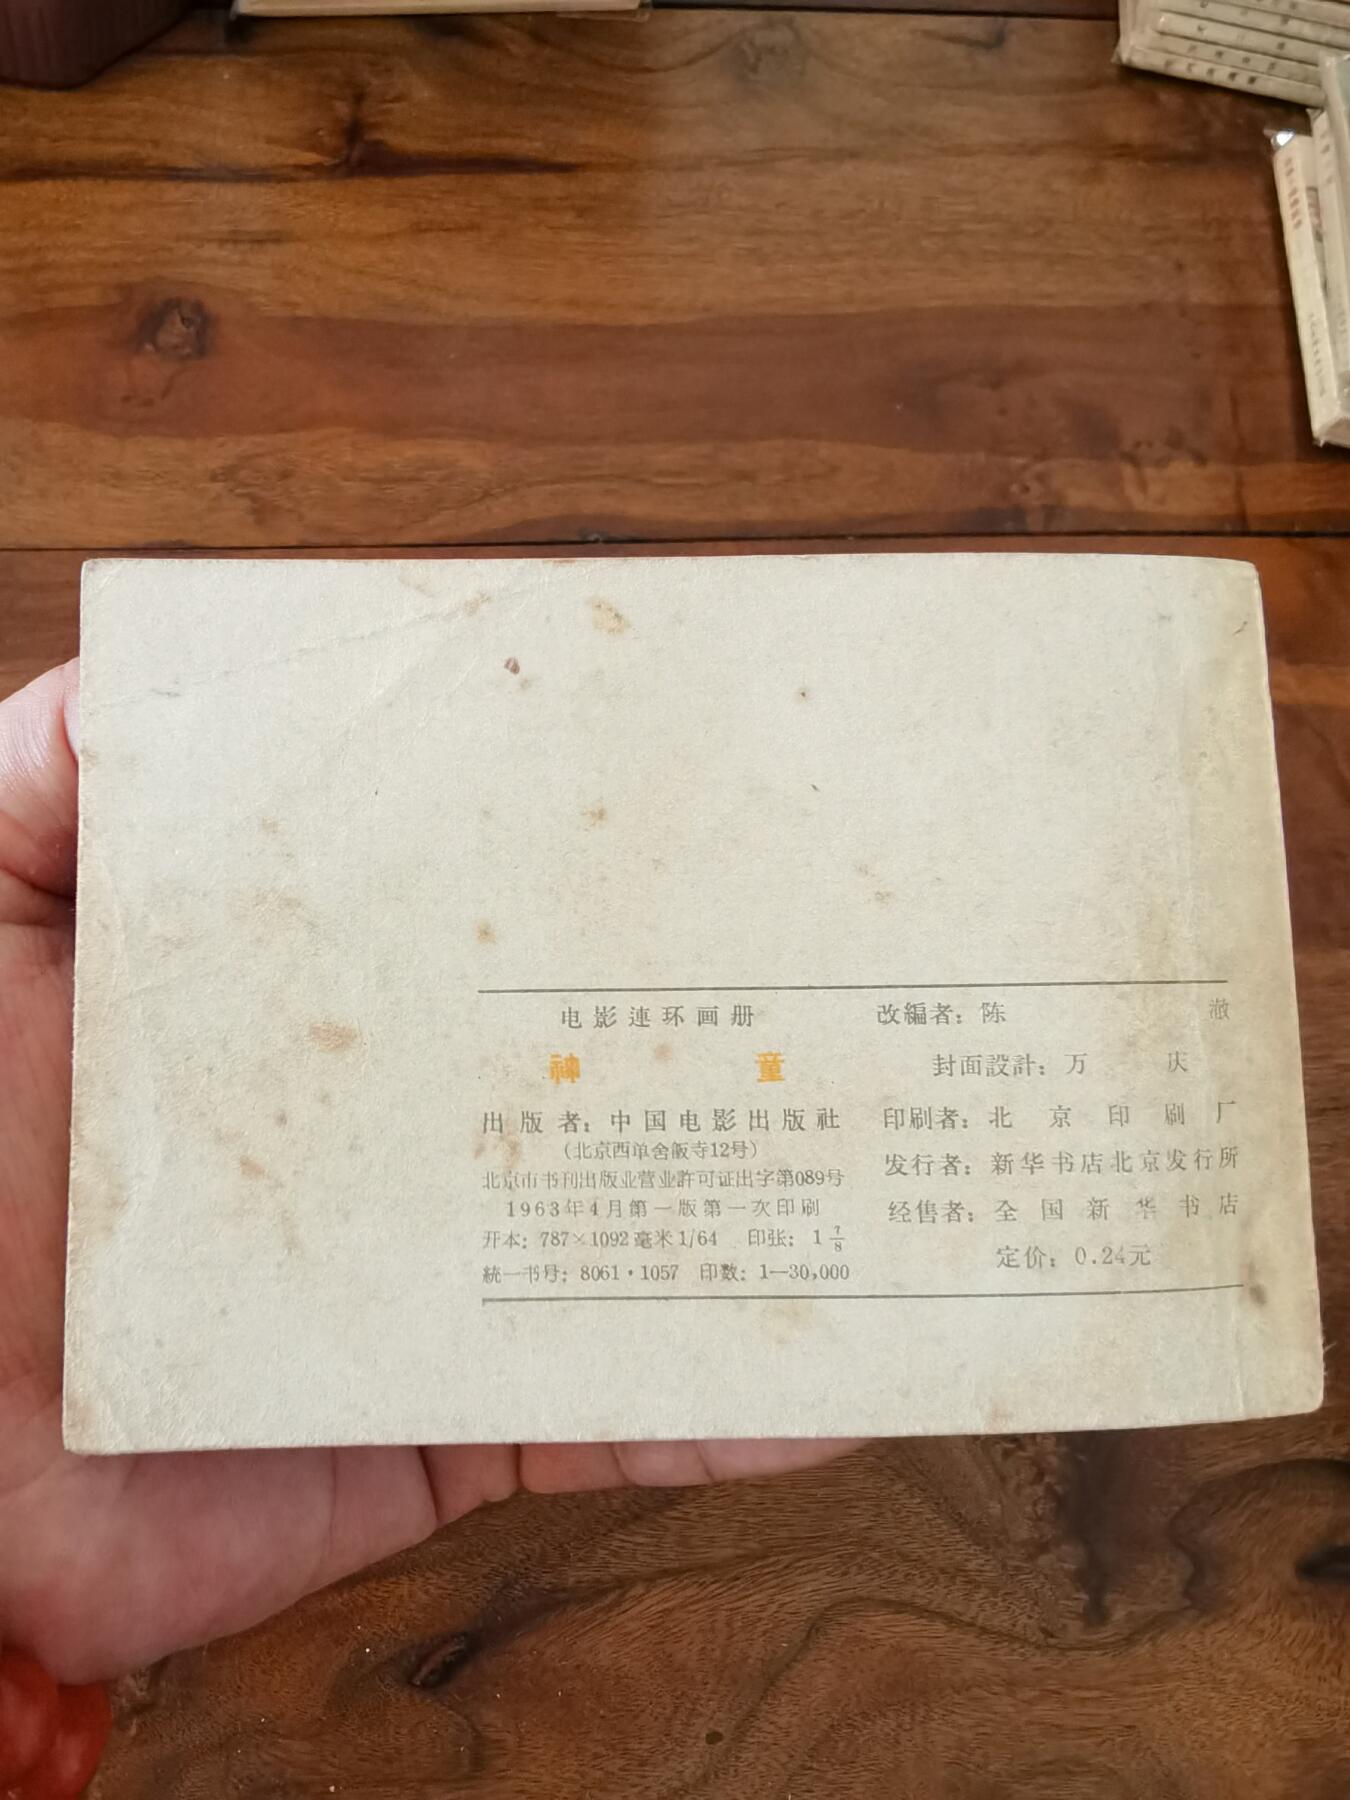 电影連环画册
神童
出版者：中国电影出版社
（北京西单舍飯寺12号）
北京市书刊出版业营业許可证出字第089号
1963年4月第一版第一次印刷
开本：787×1092毫米1/64 印张：1 7/8
統一书号：8061·1057 印数：1—30,000
改編者：陈澈
封面設計：万庆
印刷者：北京印刷厂
发行者：新华书店北京发行所
经售者：全国新华书店
定价：0.24元